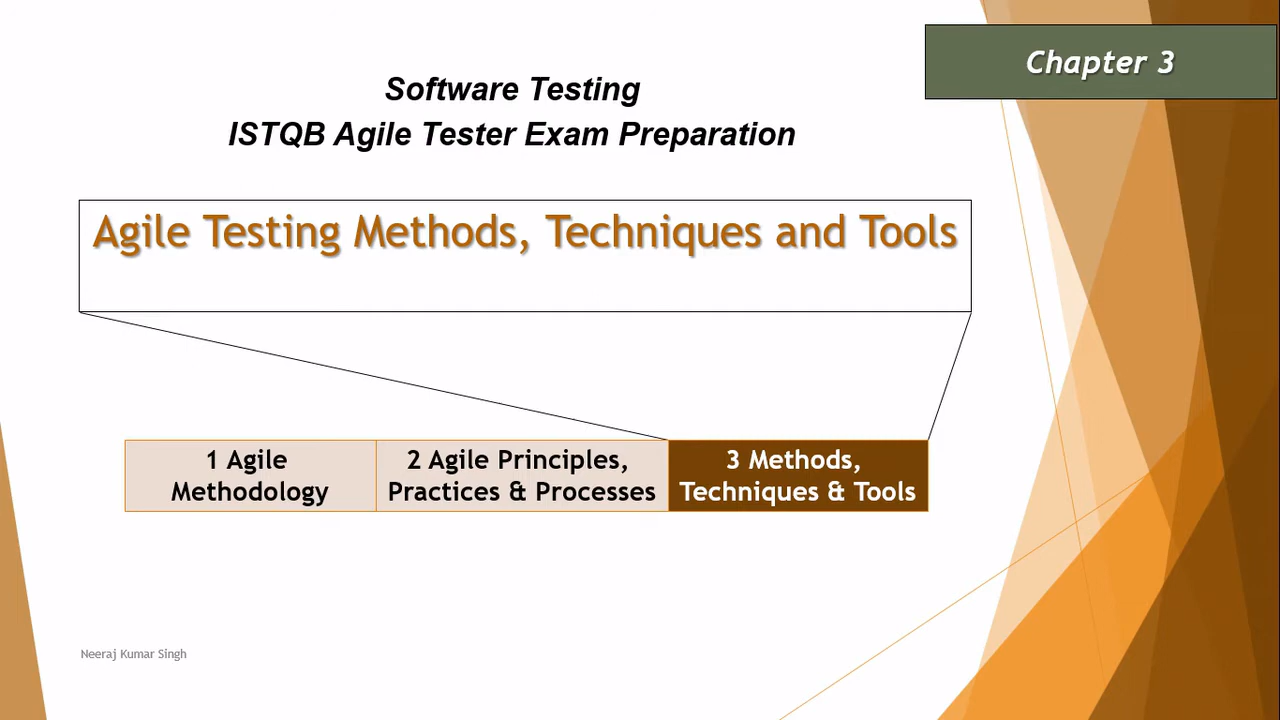 Chapter 3
Software Testing
ISTQB Agile Tester Exam Preparation
Agile Testing Methods, Techniques and Tools
1 Agile
Methodology
2 Agile Principles,
Practices & Processes
3 Methods,
Techniques & Tools
Neeraj Kumar Singh